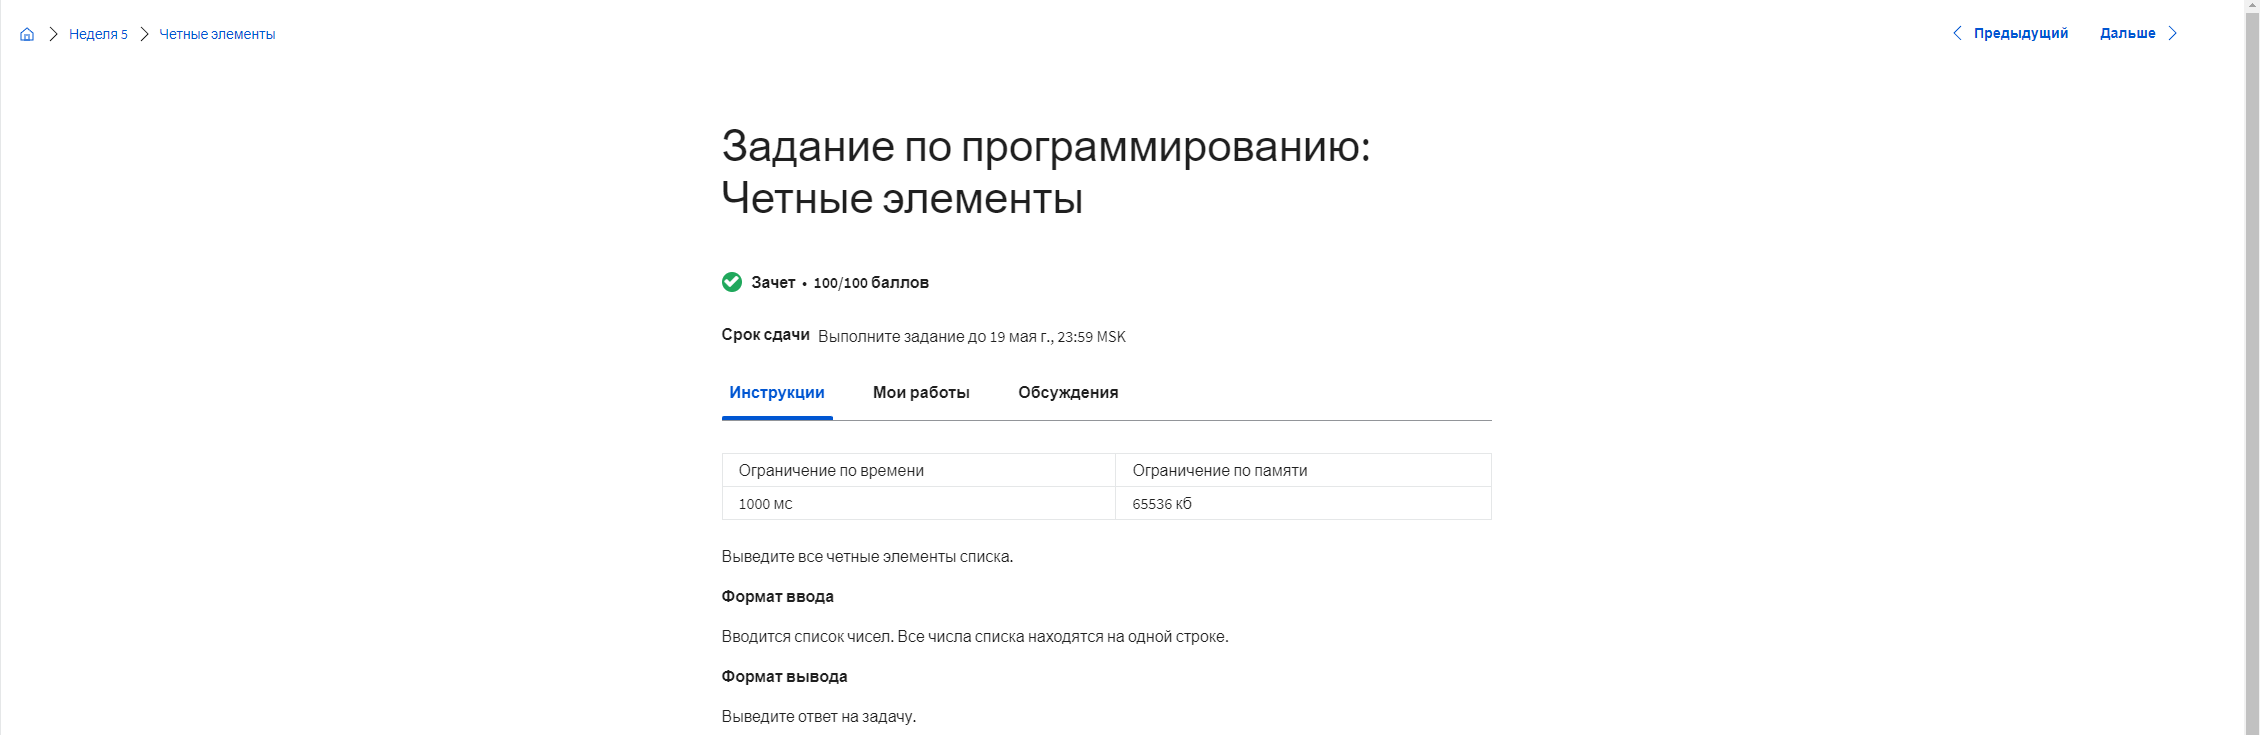 Неделя 5 Четные элементы Предыдущий Дальше
Задание по программированию:
Четные элементы
Зачет • 100/100 баллов
Срок сдачи Выполните задание до 19 мая г., 23:59 MSK
Инструкции Мои работы Обсуждения
Ограничение по времени Ограничение по памяти
1000 мс 65536 кб
Выведите все четные элементы списка.
Формат ввода
Вводится список чисел. Все числа списка находятся на одной строке.
Формат вывода
Выведите ответ на задачу.